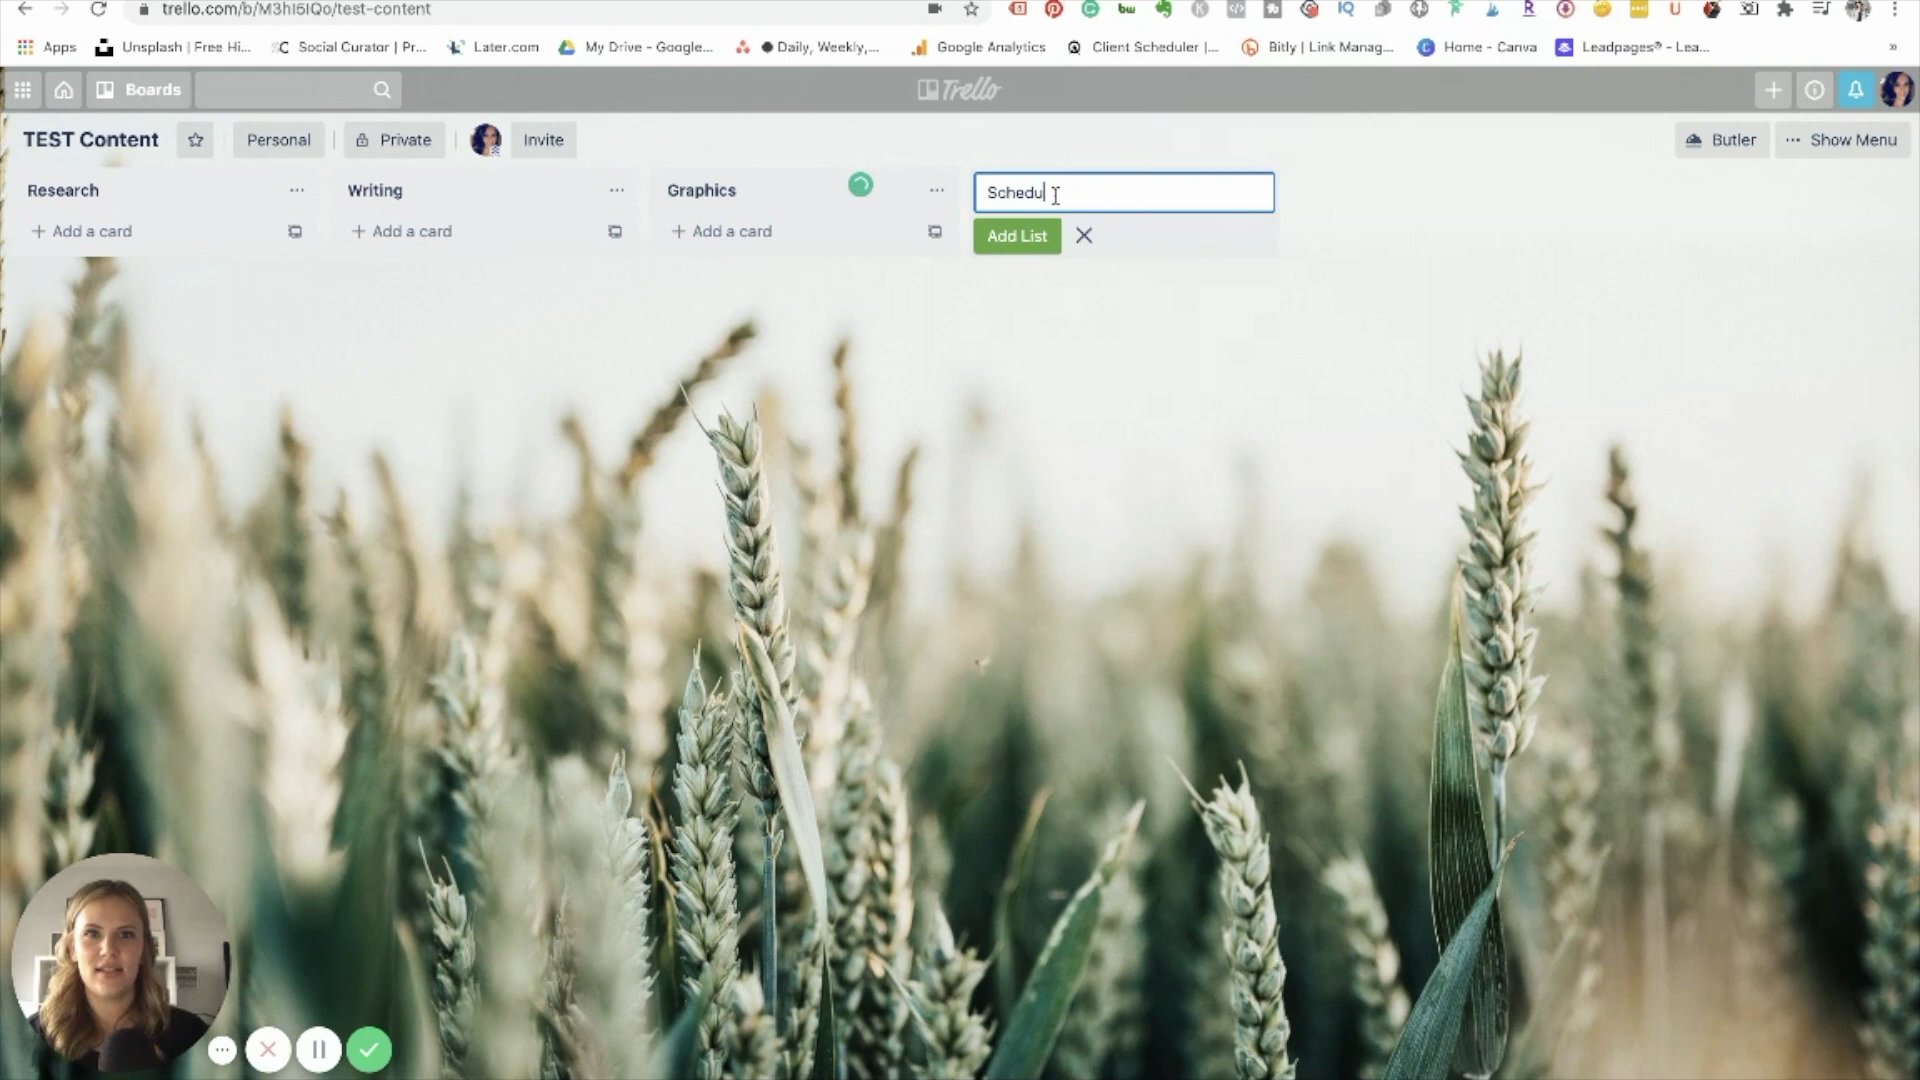 trello.com/b/M3hI5IQo/test-content
Apps
Unsplash | Free Hi...
Social Curator | Pr...
Later.com
My Drive - Google...
Daily, Weekly,...
Google Analytics
Client Scheduler |...
Bitly | Link Manag...
Home - Canva
Leadpages® - Lea...
Boards
Trello
TEST Content
Personal
Private
Invite
Butler
Show Menu
Research
Writing
Graphics
Schedu
+ Add a card
+ Add a card
+ Add a card
Add List